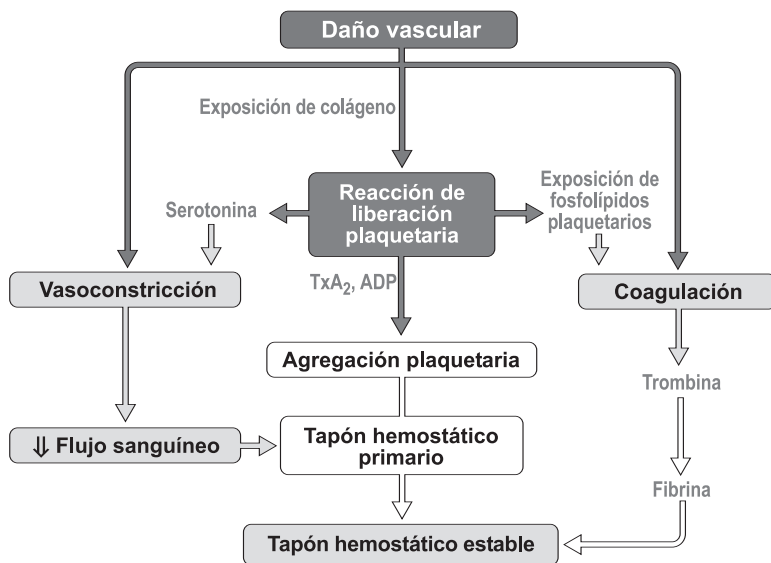 Daño vascular
Exposición de colágeno
Reacción de
liberación
plaquetaria
Serotonina
Exposición de
fosfolípidos
plaquetarios
Vasoconstricción
TxA₂, ADP
Coagulación
Agregación plaquetaria
Trombina
⇓ Flujo sanguíneo
Tapón hemostático
primario
Fibrina
Tapón hemostático estable